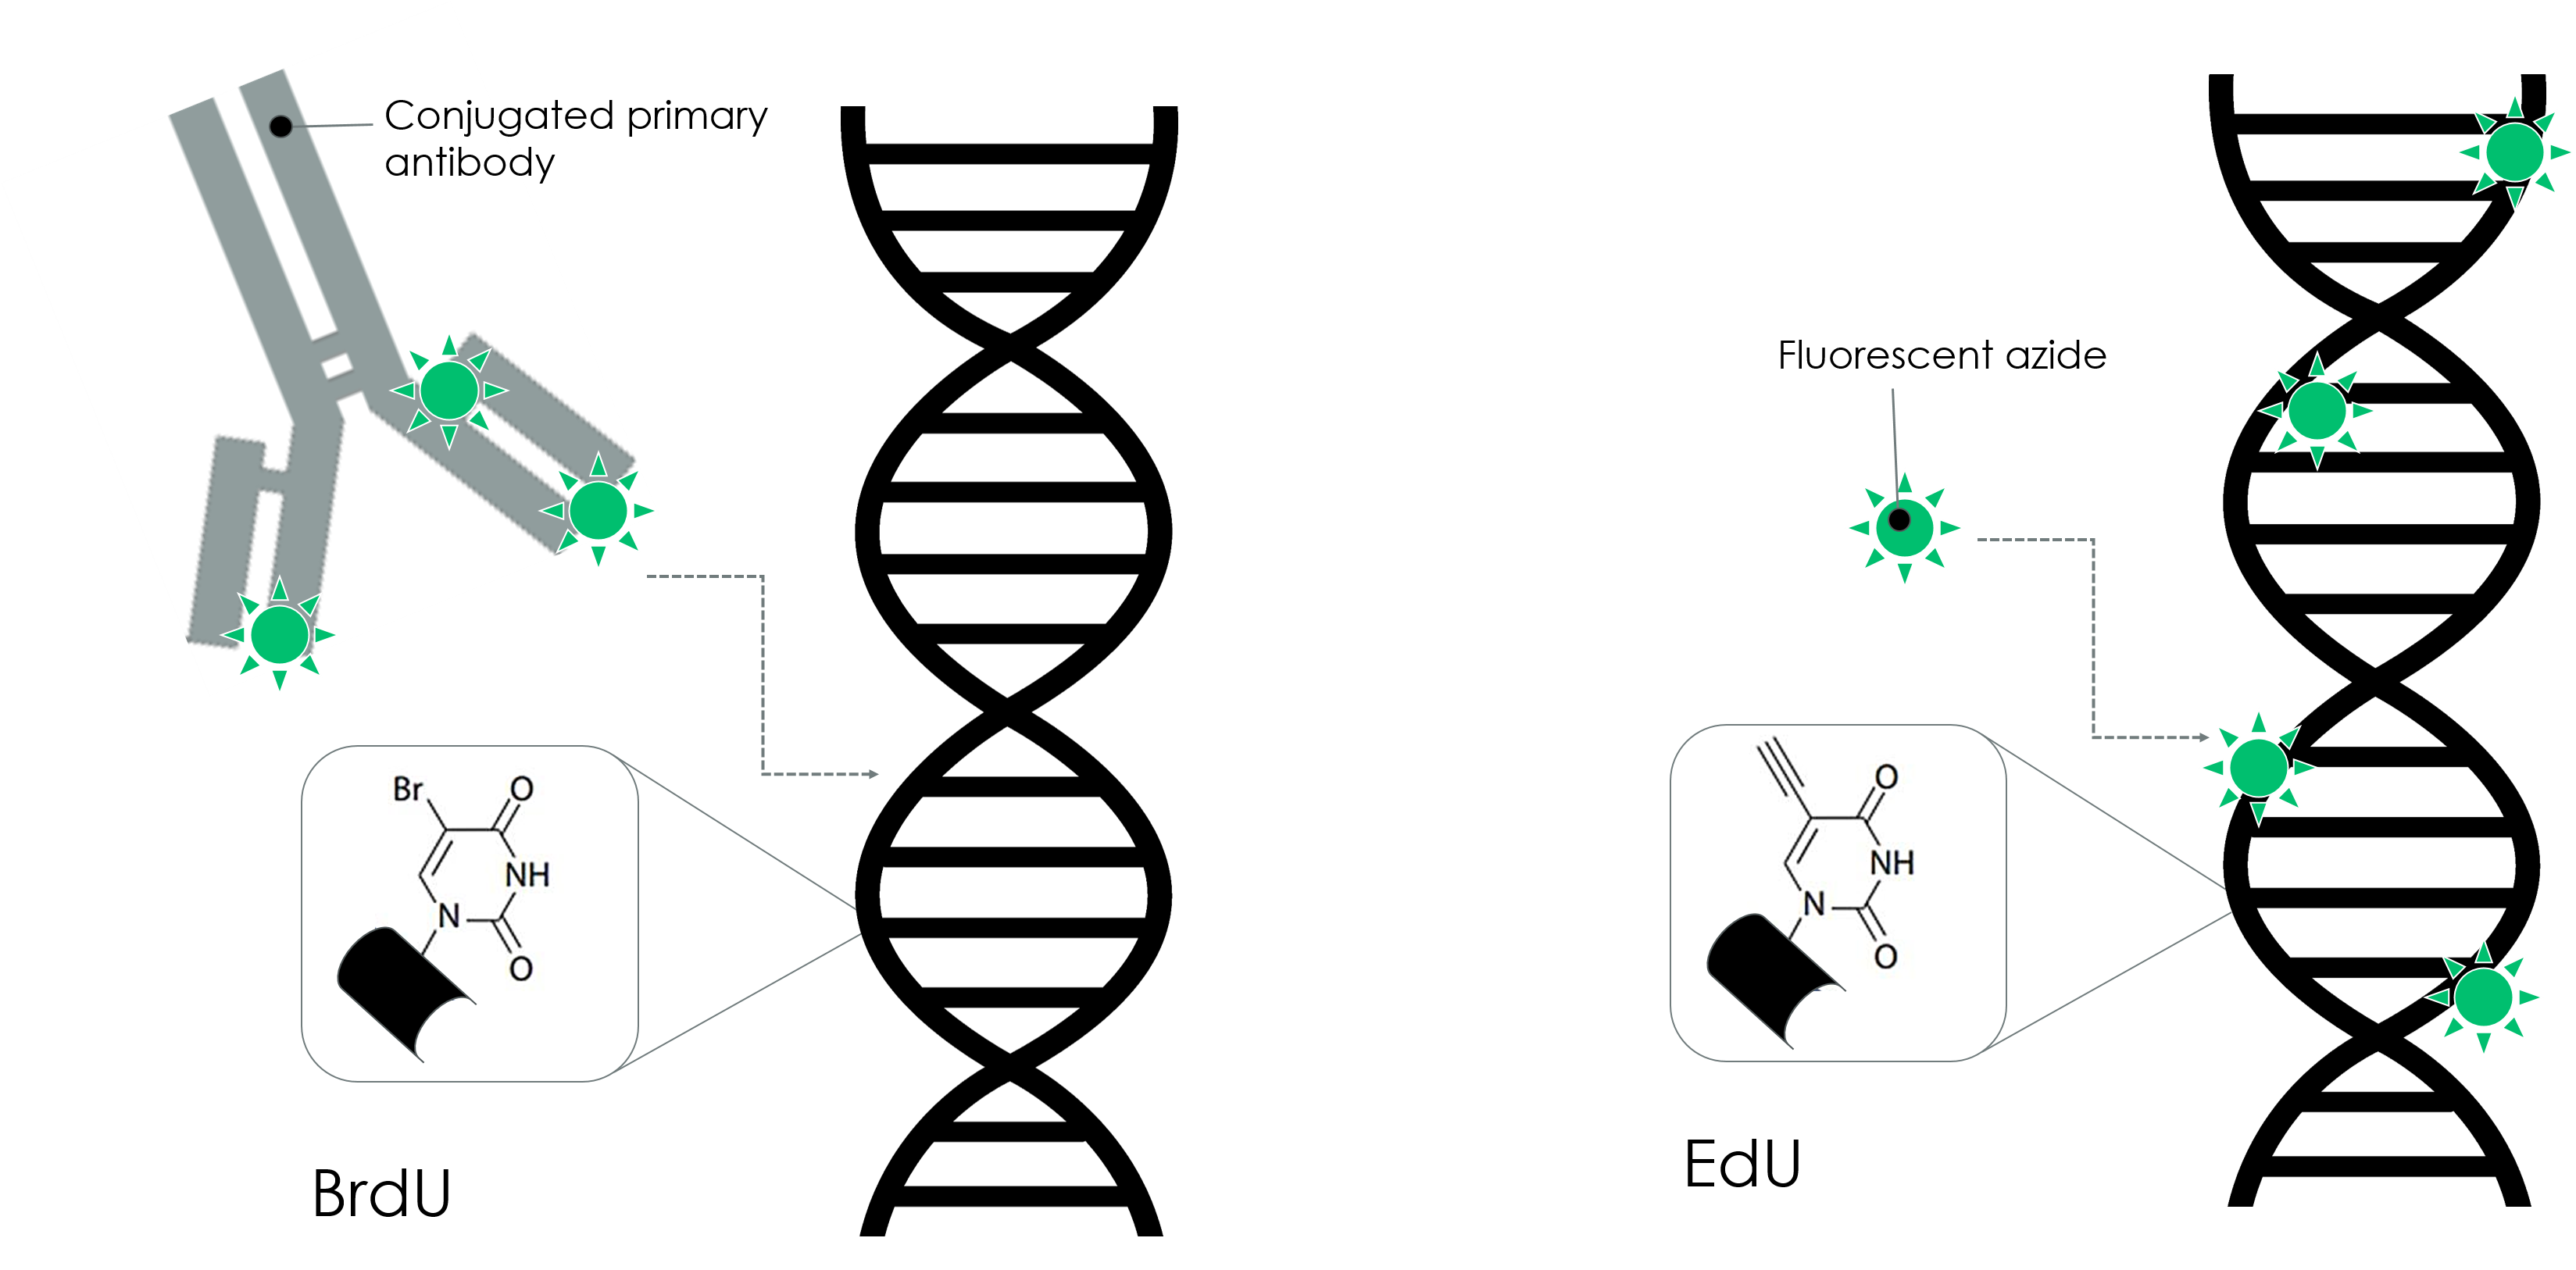 Conjugated primary
antibody
Br
O
NH
N
O
BrdU
Fluorescent azide
O
NH
N
O
EdU